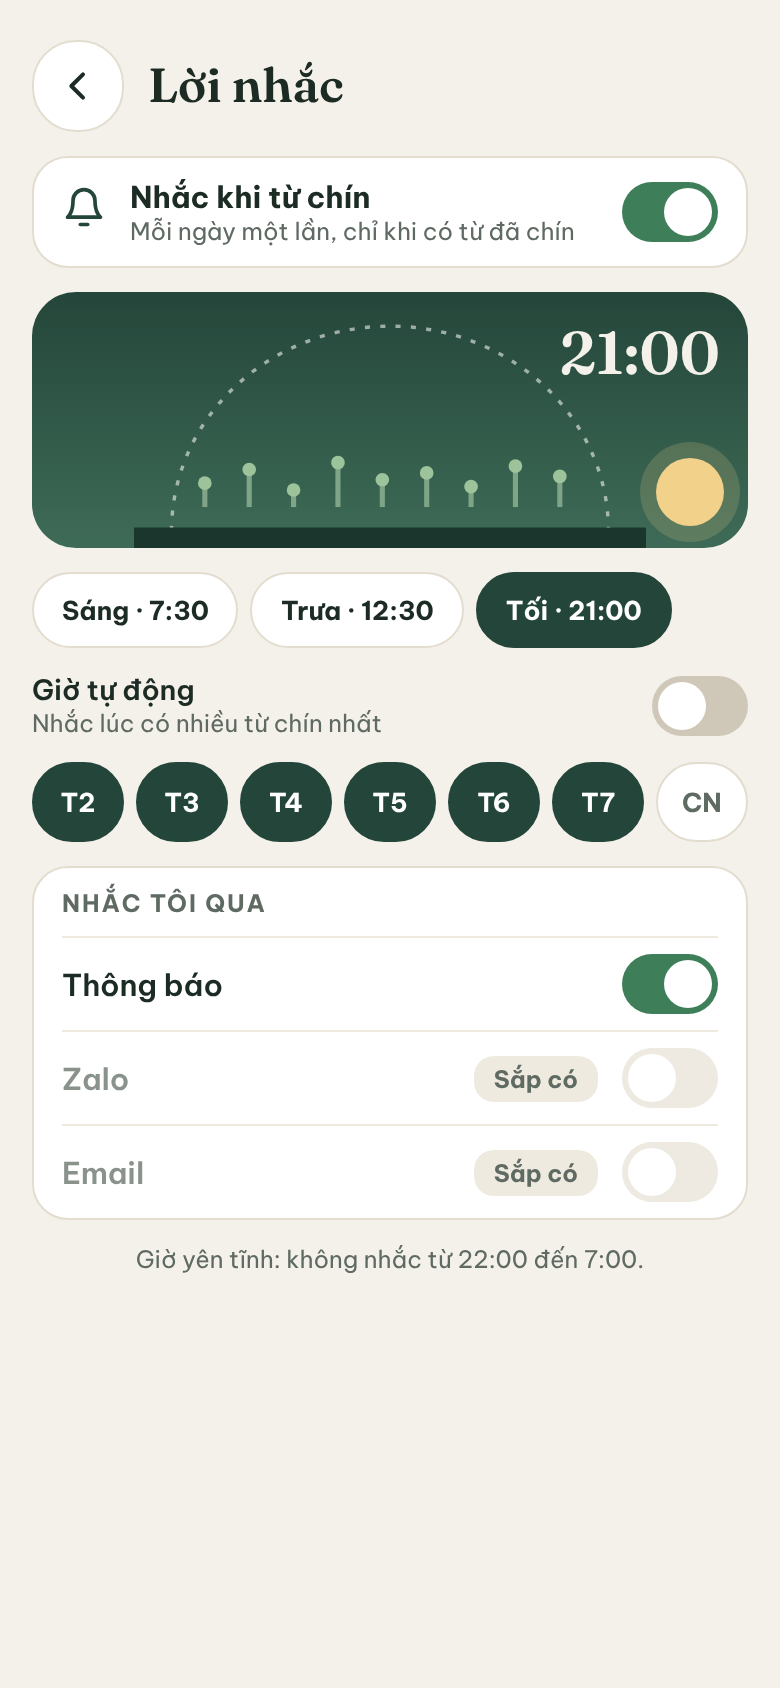 Lời nhắc
Nhắc khi từ chín
Mỗi ngày một lần, chỉ khi có từ đã chín
21:00
Sáng · 7:30
Trưa · 12:30
Tối · 21:00
Giờ tự động
Nhắc lúc có nhiều từ chín nhất
T2
T3
T4
T5
T6
T7
CN
NHẮC TÔI QUA
Thông báo
Zalo
Sắp có
Email
Sắp có
Giờ yên tĩnh: không nhắc từ 22:00 đến 7:00.